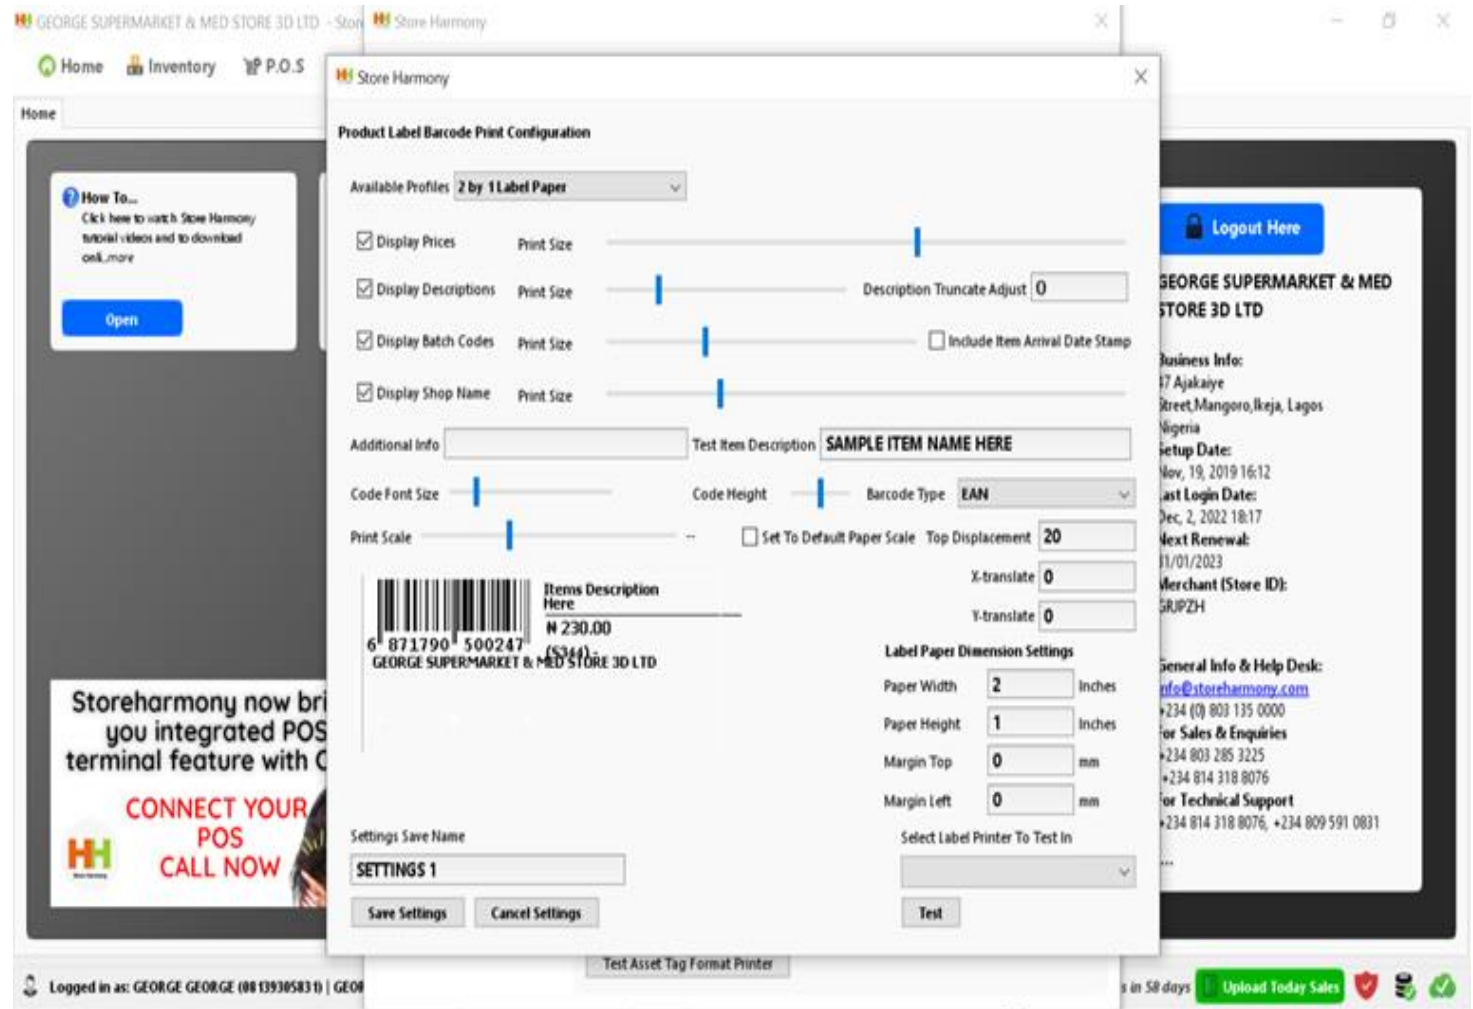 GEORGE SUPERMARKET & MED STORE 3D LTD - Stor
Store Harmony
Home
Inventory
P.O.S
Store Harmony
Home
Product Label Barcode Print Configuration
Available Profiles 2 by 1 Label Paper
How To...
Click here to watch Store Harmony
tutorial videos and to download
onli..more
Open
Display Prices Print Size
Display Descriptions Print Size Description Truncate Adjust 0
Display Batch Codes Print Size Include Item Arrival Date Stamp
Display Shop Name Print Size
Additional Info Test Item Description SAMPLE ITEM NAME HERE
Code Font Size Code Height Barcode Type EAN
Print Scale -- Set To Default Paper Scale Top Displacement 20
X-translate 0
Y-translate 0
6 871790 500247
Items Description
Here
₦ 230.00
(S344) -
GEORGE SUPERMARKET & MED STORE 3D LTD
Label Paper Dimension Settings
Paper Width 2 Inches
Paper Height 1 Inches
Margin Top 0 mm
Margin Left 0 mm
Settings Save Name
SETTINGS 1
Save Settings Cancel Settings
Select Label Printer To Test In
Test
Test Asset Tag Format Printer
Storeharmony now bri
you integrated POS
terminal feature with
CONNECT YOUR
POS
CALL NOW
HH
Logout Here
GEORGE SUPERMARKET & MED
STORE 3D LTD
Business Info:
47 Ajakaiye
Street,Mangoro,Ikeja, Lagos
Nigeria
Setup Date:
Nov, 19, 2019 16:12
Last Login Date:
Dec, 2, 2022 18:17
Next Renewal:
31/01/2023
Merchant (Store ID):
GRJPZH
General Info & Help Desk:
info@storeharmony.com
+234 (0) 803 135 0000
For Sales & Enquiries
+234 803 285 3225
+234 814 318 8076
For Technical Support
+234 814 318 8076, +234 809 591 0831
...
Logged in as: GEORGE GEORGE (08139305831) | GEOR
s in 58 days
Upload Today Sales